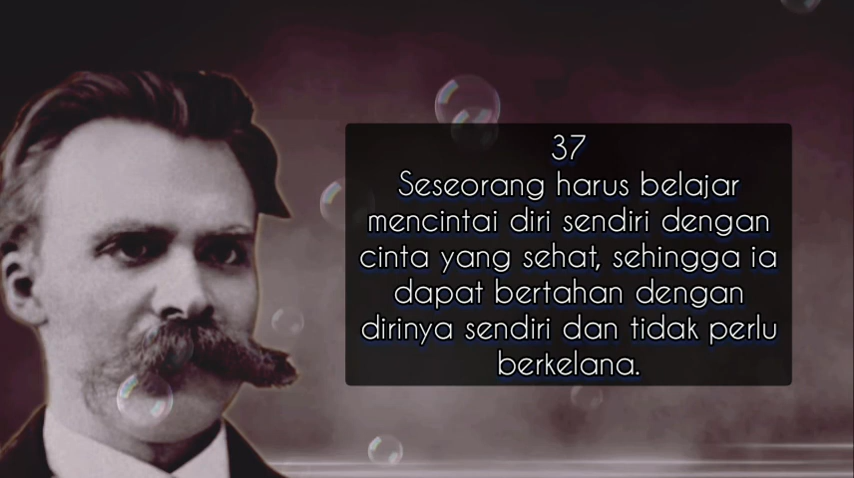 37
Seseorang harus belajar
mencintai diri sendiri dengan
cinta yang sehat, sehingga ia
dapat bertahan dengan
dirinya sendiri dan tidak perlu
berkelana.